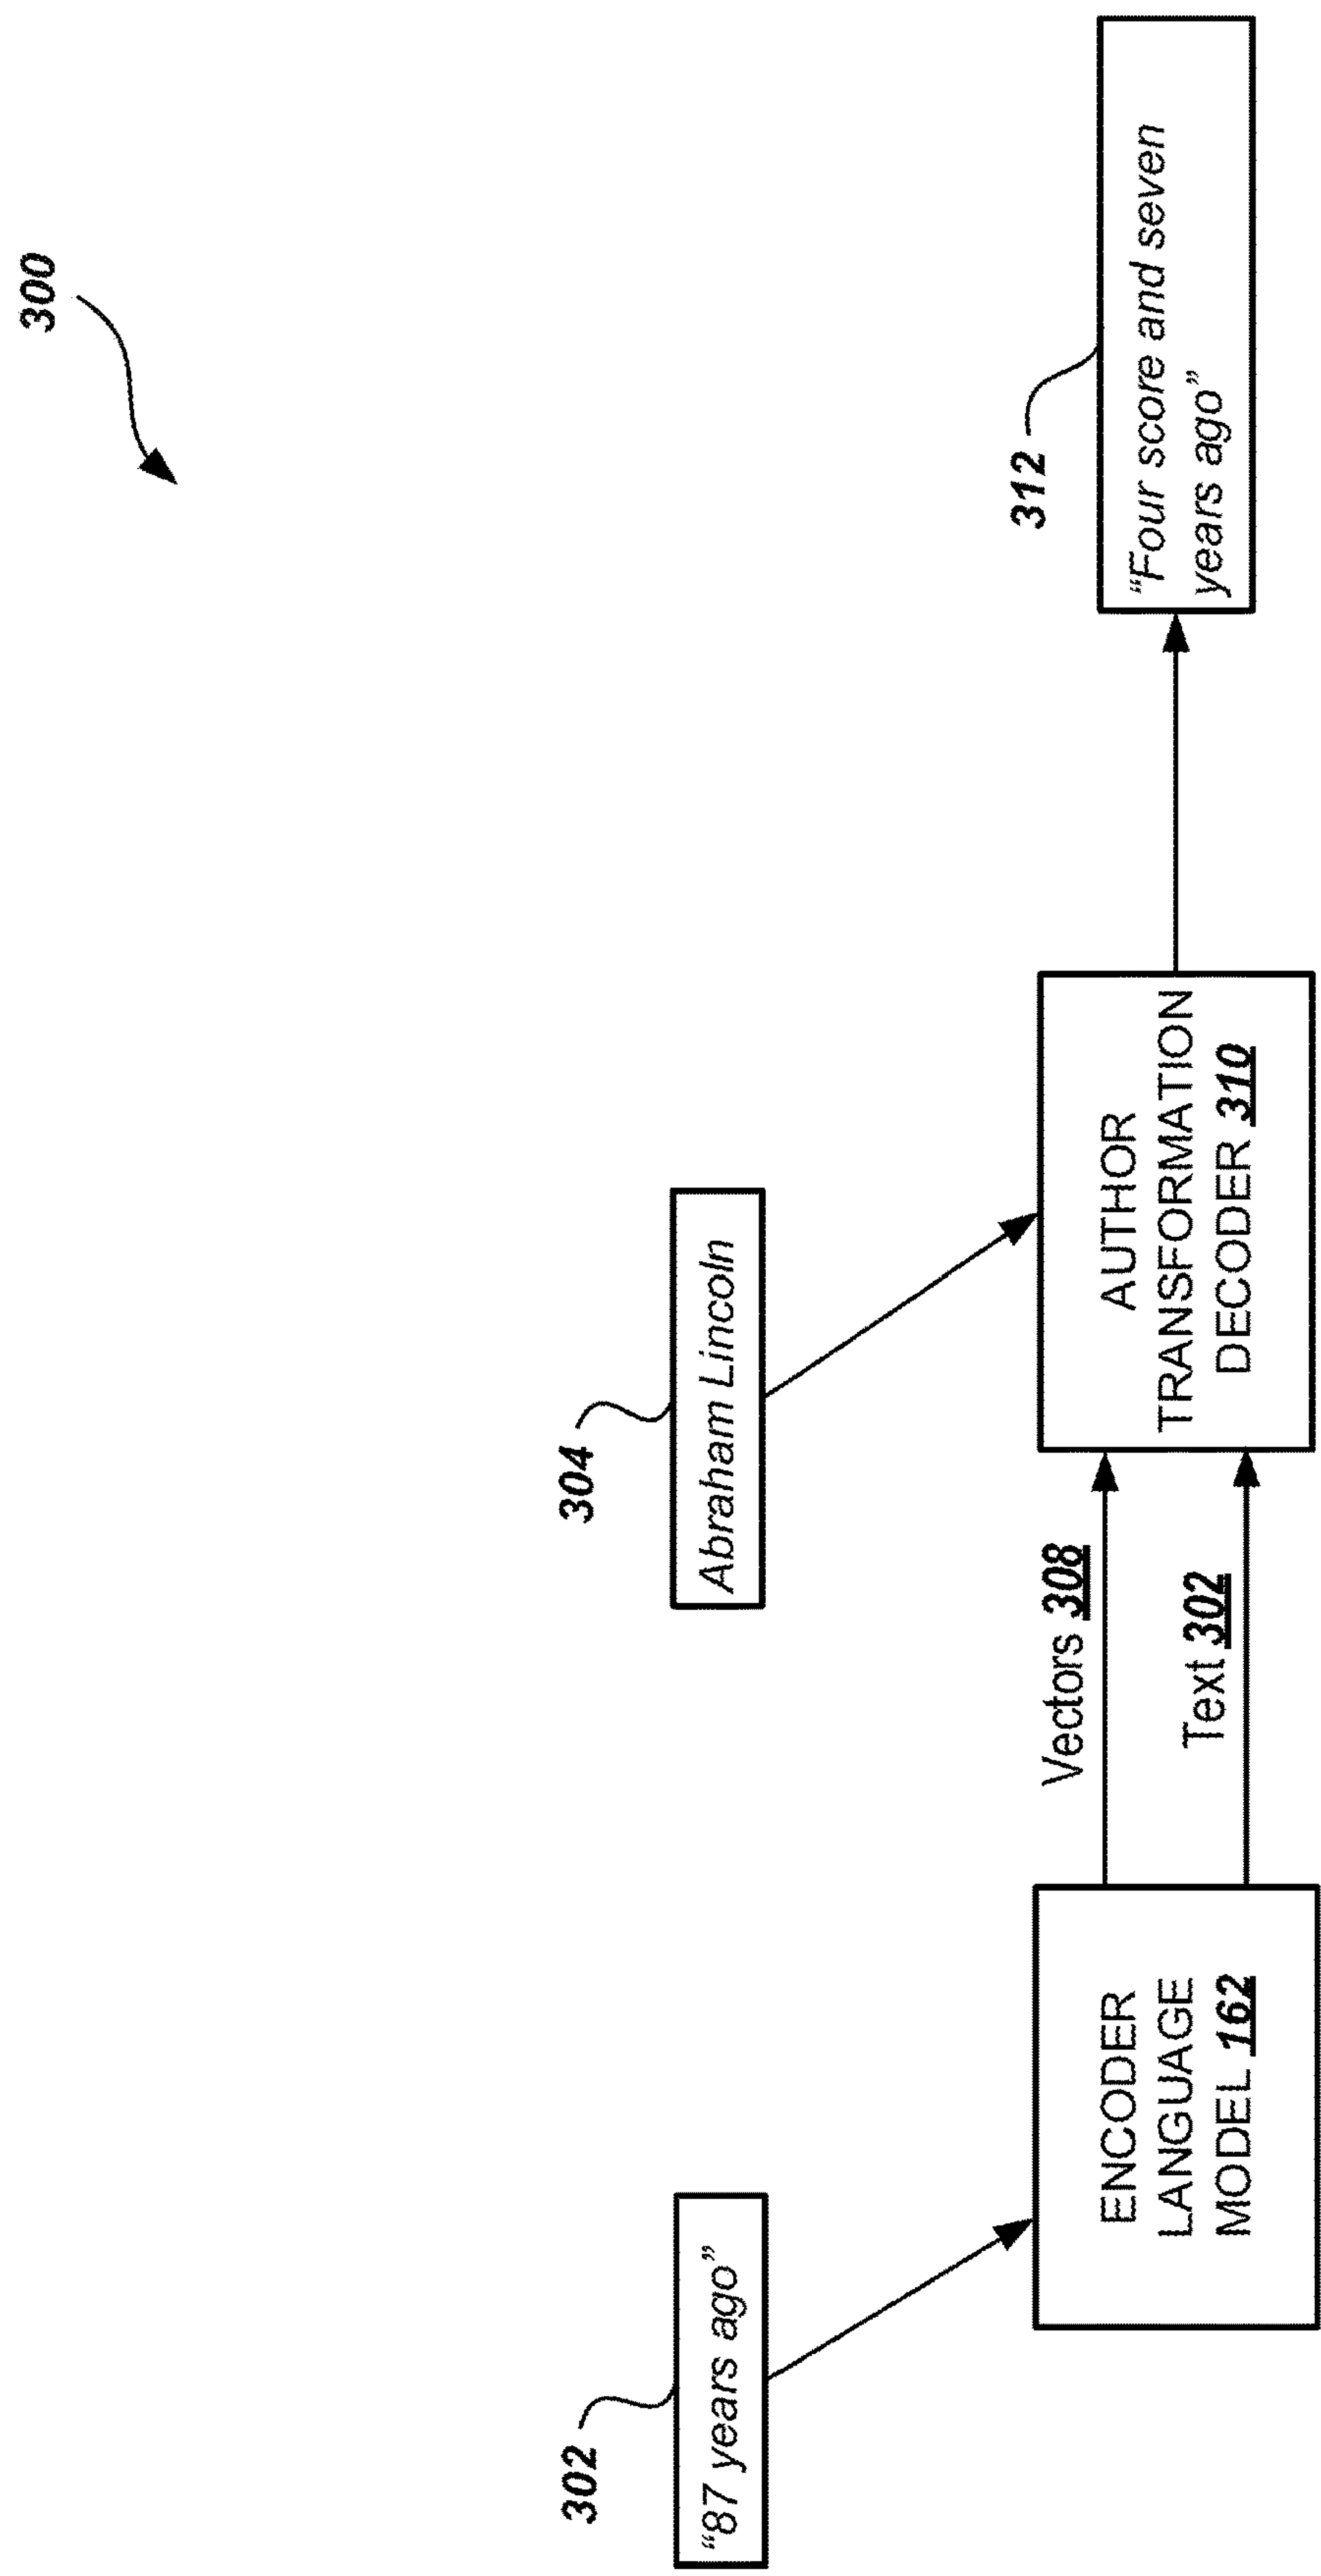 300
302
"87 years ago"
304
Abraham Lincoln
ENCODER
LANGUAGE
MODEL 162
Vectors 308
Text 302
AUTHOR
TRANSFORMATION
DECODER 310
312
“Four score and seven
years ago”